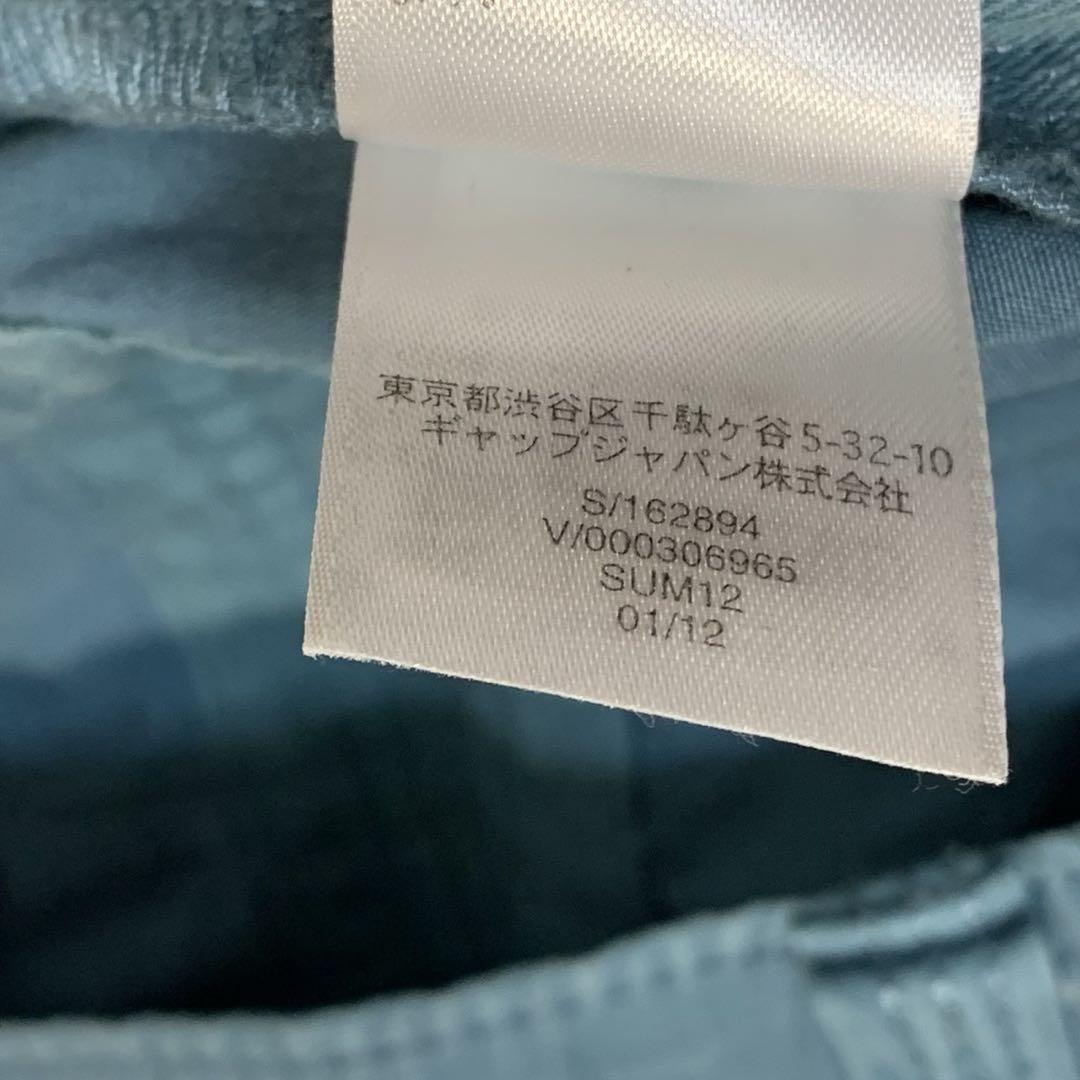 東京都渋谷区千駄ヶ谷5-32-10
ギャップジャパン株式会社
S/162894
V/000306965
SUM12
01/12